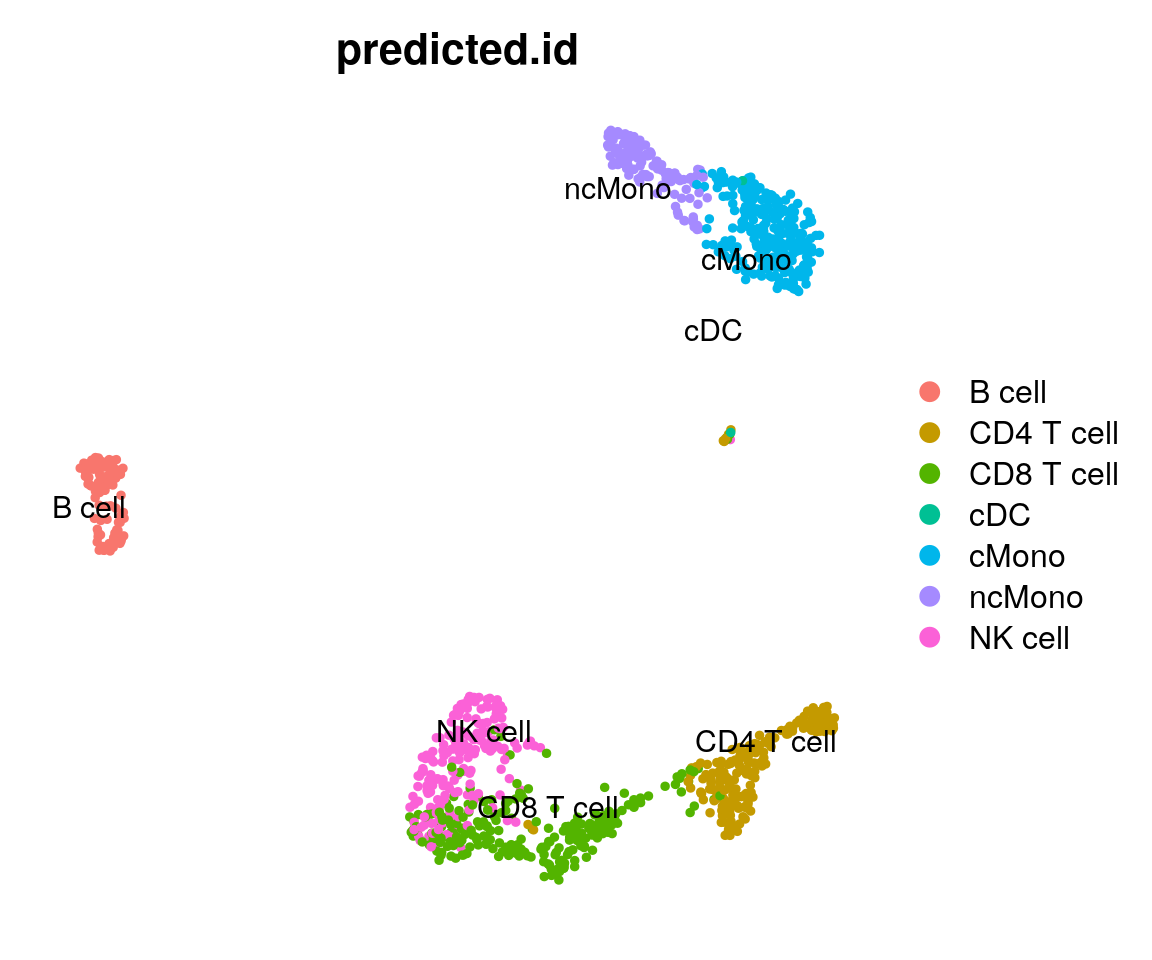 predicted.id
ncMono
cMono
cDC
B cell
NK cell
CD4 T cell
CD8 T cell
B cell
CD4 T cell
CD8 T cell
cDC
cMono
ncMono
NK cell